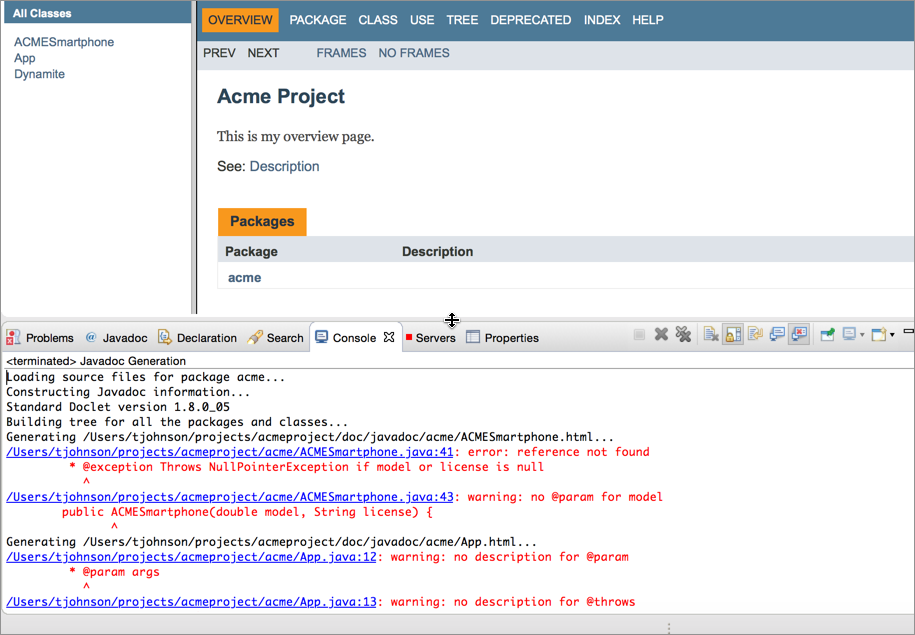 All Classes
ACMESmartphone
App
Dynamite
OVERVIEW PACKAGE CLASS USE TREE DEPRECATED INDEX HELP
PREV NEXT FRAMES NO FRAMES
Acme Project
This is my overview page.
See: Description
Packages
Package Description
acme
Problems @ Javadoc Declaration Search Console Servers Properties
<terminated> Javadoc Generation
Loading source files for package acme...
Constructing Javadoc information...
Standard Doclet version 1.8.0_05
Building tree for all the packages and classes...
Generating /Users/tjohnson/projects/acmeproject/doc/javadoc/acme/ACMESmartphone.html...
/Users/tjohnson/projects/acmeproject/acme/ACMESmartphone.java:41: error: reference not found
* @exception Throws NullPointerException if model or license is null
^
/Users/tjohnson/projects/acmeproject/acme/ACMESmartphone.java:43: warning: no @param for model
public ACMESmartphone(double model, String license) {
^
Generating /Users/tjohnson/projects/acmeproject/doc/javadoc/acme/App.html...
/Users/tjohnson/projects/acmeproject/acme/App.java:12: warning: no description for @param
* @param args
^
/Users/tjohnson/projects/acmeproject/acme/App.java:13: warning: no description for @throws